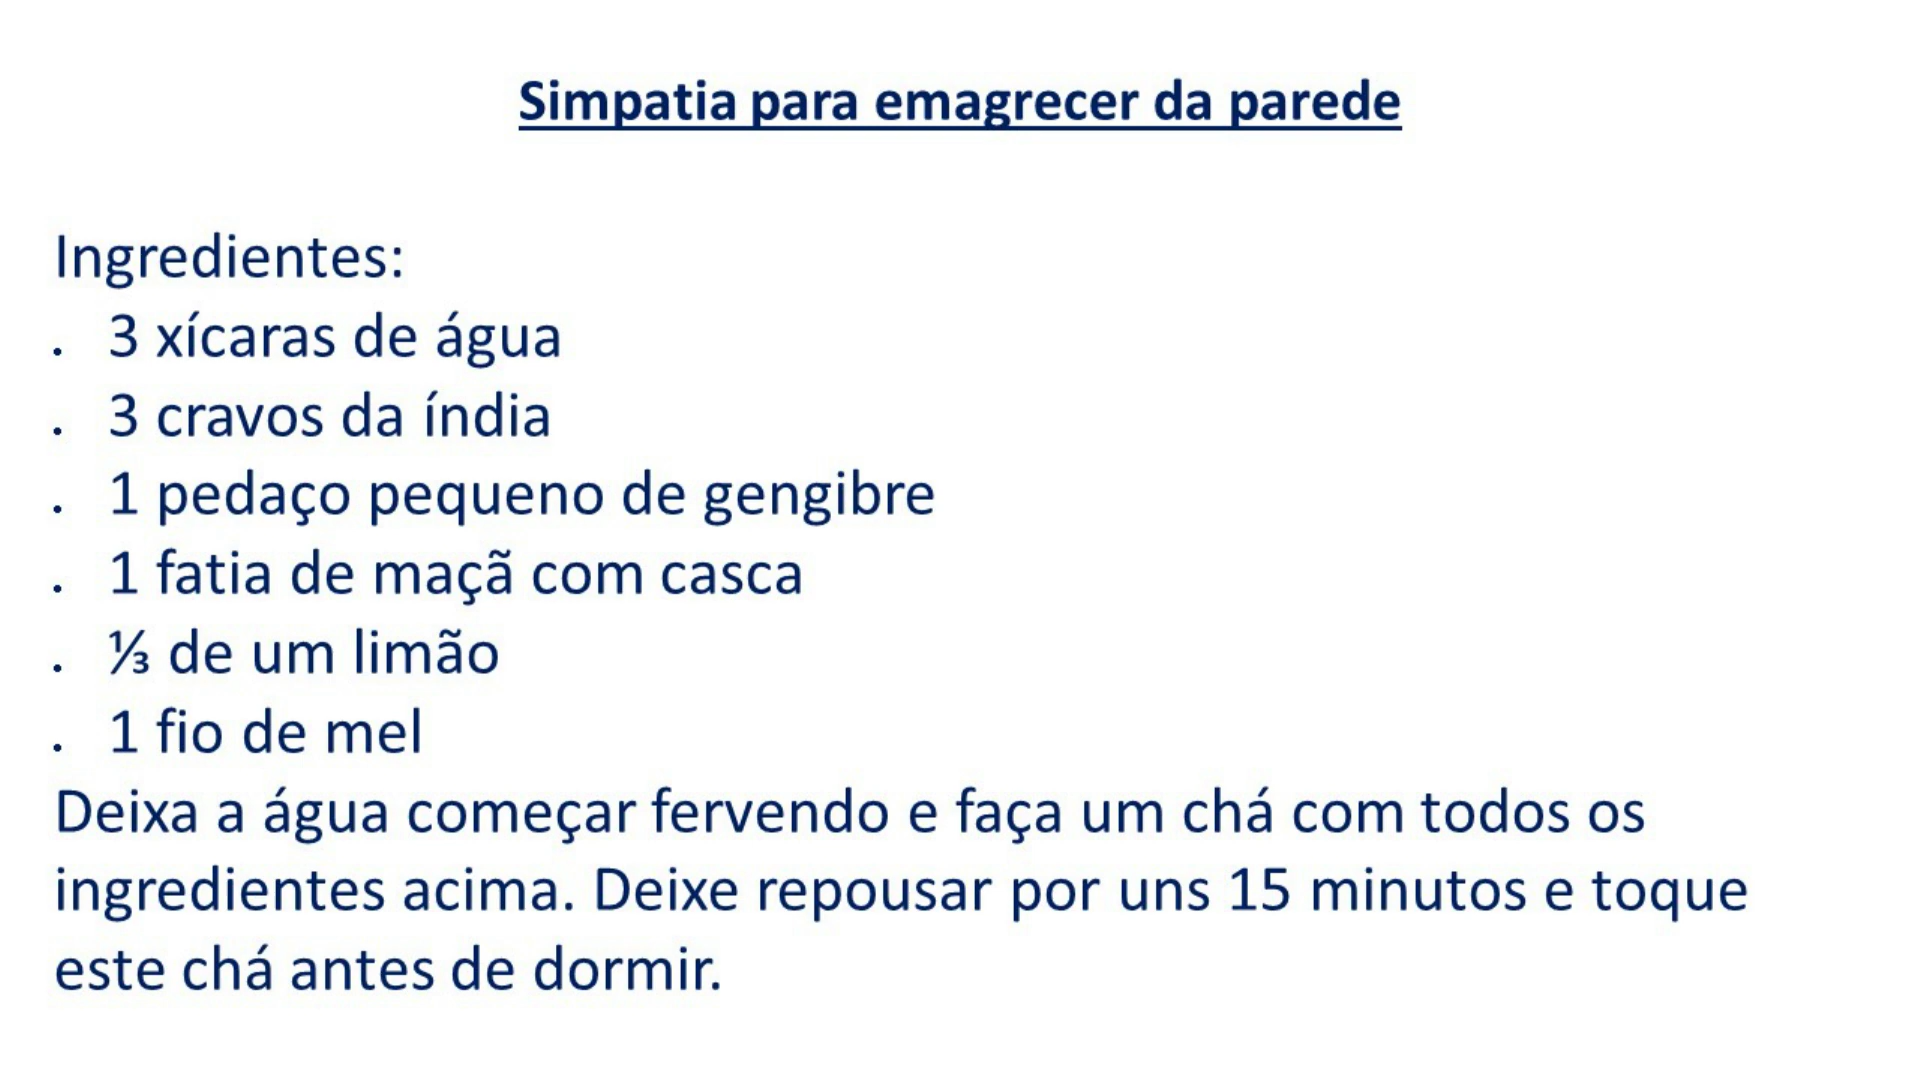 Simpatia para emagrecer da parede
Ingredientes:
. 3 xícaras de água
. 3 cravos da índia
. 1 pedaço pequeno de gengibre
. 1 fatia de maçã com casca
. ⅓ de um limão
. 1 fio de mel
Deixa a água começar fervendo e faça um chá com todos os
ingredientes acima. Deixe repousar por uns 15 minutos e toque
este chá antes de dormir.